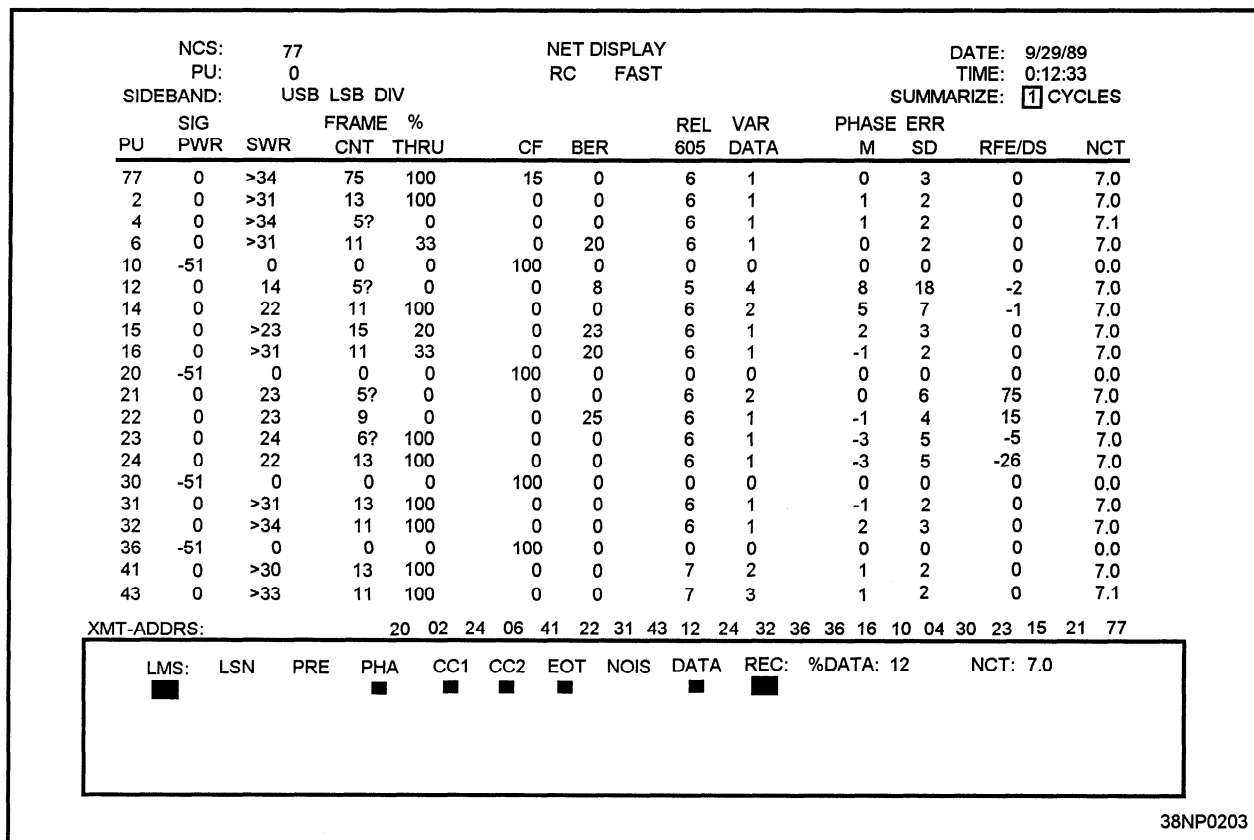 NCS: 77 NET DISPLAY DATE: 9/29/89
PU: 0 RC FAST TIME: 0:12:33
SIDEBAND: USB LSB DIV SUMMARIZE: 1 CYCLES
SIG FRAME % REL VAR PHASE ERR
PU PWR SWR CNT THRU CF BER 605 DATA M SD RFE/DS NCT
77 0 >34 75 100 15 0 6 1 0 3 0 7.0
2 0 >31 13 100 0 0 6 1 1 2 0 7.0
4 0 >34 5? 0 0 0 6 1 1 2 0 7.1
6 0 >31 11 33 0 20 6 1 0 2 0 7.0
10 -51 0 0 0 100 0 0 0 0 0 0 0.0
12 0 14 5? 0 0 8 5 4 8 18 -2 7.0
14 0 22 11 100 0 0 6 2 5 7 -1 7.0
15 0 >23 15 20 0 23 6 1 2 3 0 7.0
16 0 >31 11 33 0 20 6 1 -1 2 0 7.0
20 -51 0 0 0 100 0 0 0 0 0 0 0.0
21 0 23 5? 0 0 0 6 2 0 6 75 7.0
22 0 23 9 0 0 25 6 1 -1 4 15 7.0
23 0 24 6? 100 0 0 6 1 -3 5 -5 7.0
24 0 22 13 100 0 0 6 1 -3 5 -26 7.0
30 -51 0 0 0 100 0 0 0 0 0 0 0.0
31 0 >31 13 100 0 0 6 1 -1 2 0 7.0
32 0 >34 11 100 0 0 6 1 2 3 0 7.0
36 -51 0 0 0 100 0 0 0 0 0 0 0.0
41 0 >30 13 100 0 0 7 2 1 2 0 7.0
43 0 >33 11 100 0 0 7 3 1 2 0 7.1
XMT-ADDRS: 20 02 24 06 41 22 31 43 12 24 32 36 36 16 10 04 30 23 15 21 77
LMS: LSN PRE PHA CC1 CC2 EOT NOIS DATA REC: %DATA: 12 NCT: 7.0
38NP0203